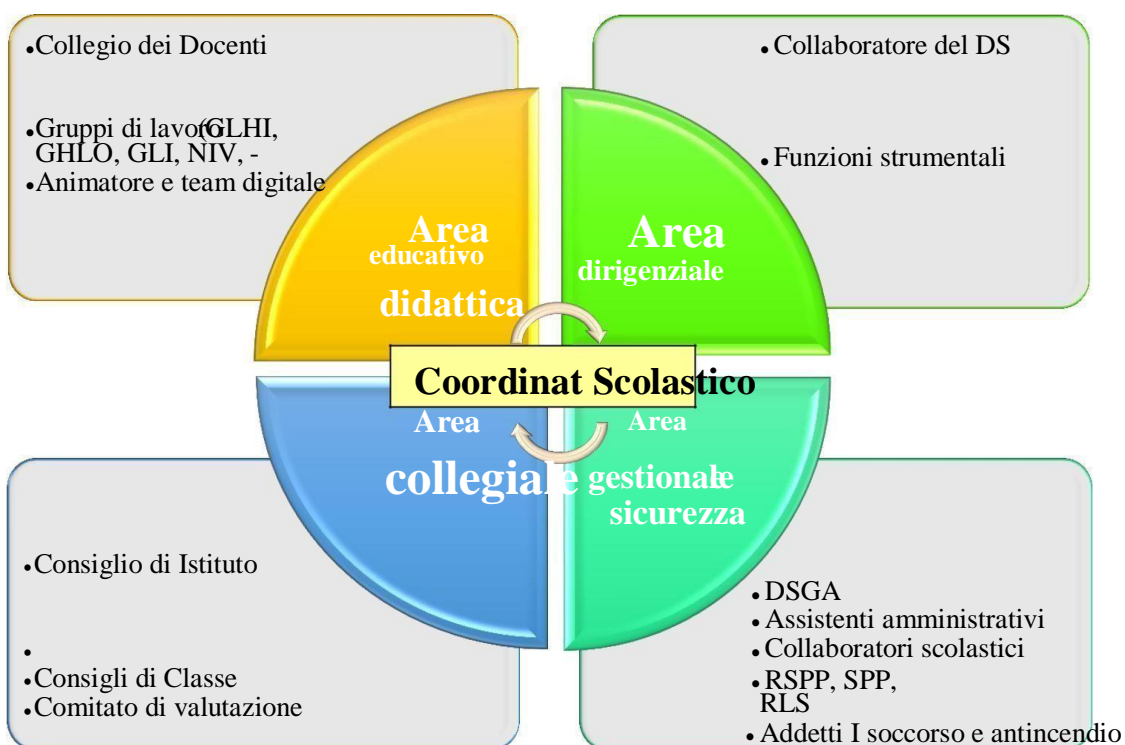 •Collegio dei Docenti
•Gruppi di lavoro (GLHI,
GHLO, GLI, NIV, -
•Animatore e team digitale
•Collaboratore del DS
•Funzioni strumentali
Area
educativo
didattica
Area
dirigenziale
Coordinat Scolastico
Area
collegiale
Area
gestionale e
sicurezza
•Consiglio di Istituto
•
•Consigli di Classe
•Comitato di valutazione
•DSGA
•Assistenti amministrativi
•Collaboratori scolastici
•RSPP, SPP,
RLS
•Addetti I soccorso e antincendio